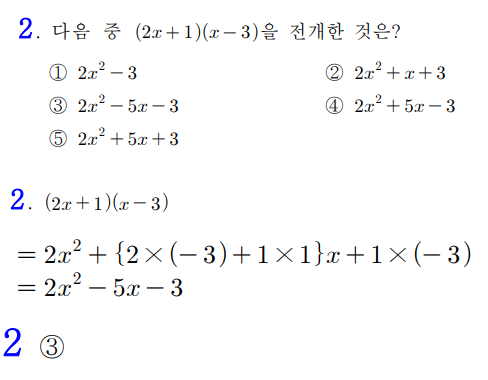 2. 다음 중 (2x+1)(x−3)을 전개한 것은?
① 2x²−3 ② 2x²+x+3
③ 2x²−5x−3 ④ 2x²+5x−3
⑤ 2x²+5x+3
2. (2x+1)(x−3)
= 2x² + {2×(−3)+1×1}x+1×(−3)
= 2x² − 5x − 3
2 ③